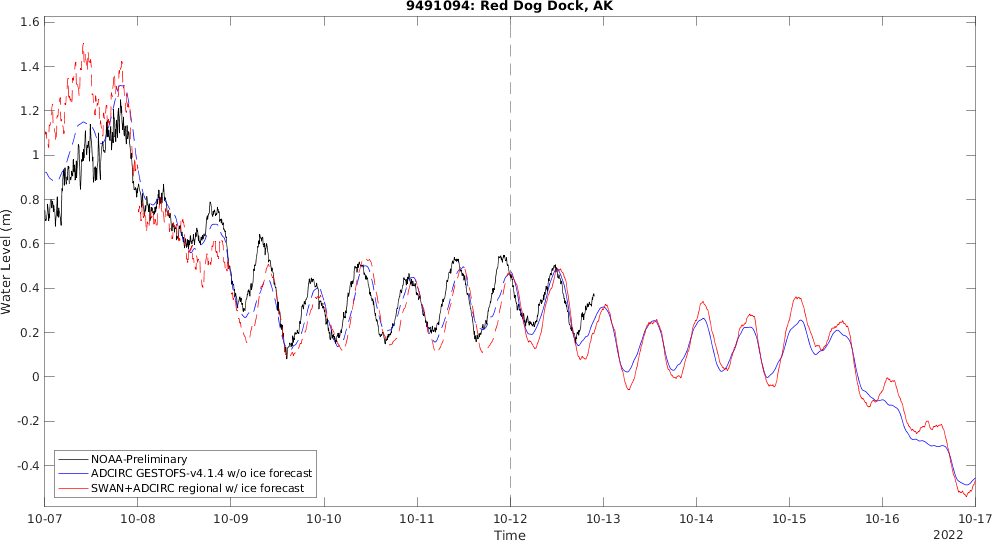 9491094: Red Dog Dock, AK
1.6
1.4
1.2
1
0.8
0.6
0.4
0.2
0
-0.2
-0.4
Water Level (m)
NOAA-Preliminary
ADCIRC GESTOFS-v4.1.4 w/o ice forecast
SWAN+ADCIRC regional w/ ice forecast
10-07 10-08 10-09 10-10 10-11 10-12 10-13 10-14 10-15 10-16 10-17
Time
2022